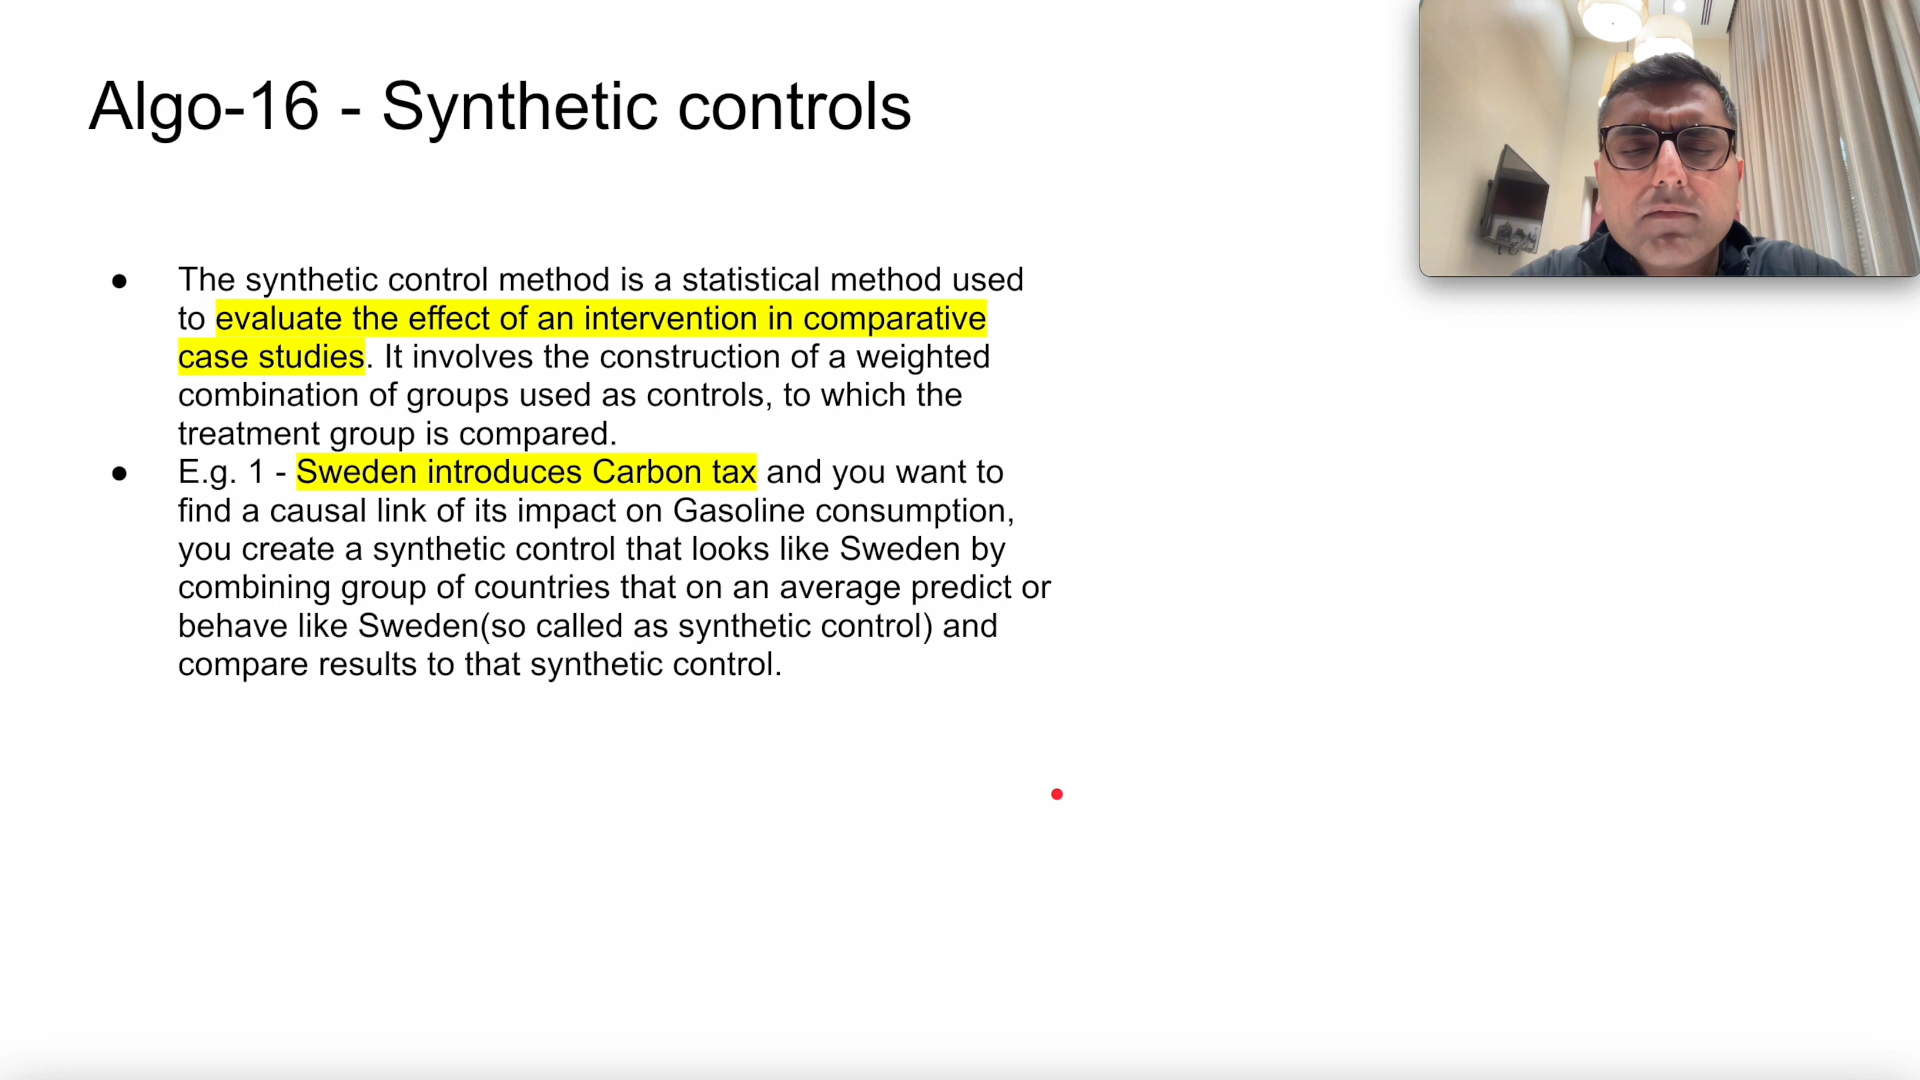 Algo-16 - Synthetic controls
● The synthetic control method is a statistical method used
to evaluate the effect of an intervention in comparative
case studies. It involves the construction of a weighted
combination of groups used as controls, to which the
treatment group is compared.
● E.g. 1 - Sweden introduces Carbon tax and you want to
find a causal link of its impact on Gasoline consumption,
you create a synthetic control that looks like Sweden by
combining group of countries that on an average predict or
behave like Sweden(so called as synthetic control) and
compare results to that synthetic control.